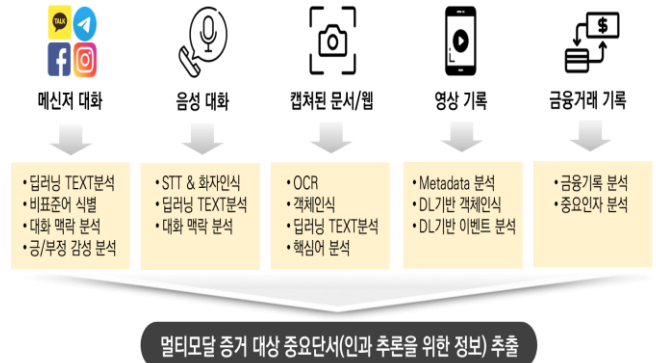 TALK
메신저 대화
음성 대화
캡쳐된 문서/웹
영상 기록
금융거래 기록
• 딥러닝 TEXT분석
• 비표준어 식별
• 대화 맥락 분석
• 긍/부정 감성 분석
• STT & 화자인식
• 딥러닝 TEXT분석
• 대화 맥락 분석
• OCR
• 객체인식
• 딥러닝 TEXT분석
• 핵심어 분석
• Metadata 분석
• DL기반 객체인식
• DL기반 이벤트 분석
• 금융기록 분석
• 중요인자 분석
멀티모달 증거 대상 중요단서(인과 추론을 위한 정보) 추출